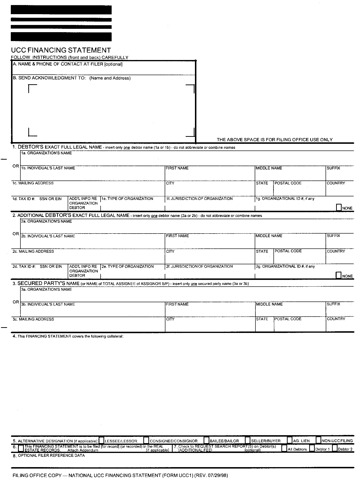 UCC FINANCING STATEMENT
FOLLOW INSTRUCTIONS (front and back) CAREFULLY
A. NAME & PHONE OF CONTACT AT FILER [optional]
B. SEND ACKNOWLEDGMENT TO: (Name and Address)
THE ABOVE SPACE IS FOR FILING OFFICE USE ONLY
1. DEBTOR'S EXACT FULL LEGAL NAME - insert only one debtor name (1a or 1b) - do not abbreviate or combine names
1a. ORGANIZATION'S NAME
OR 1b. INDIVIDUAL'S LAST NAME FIRST NAME MIDDLE NAME SUFFIX
1c. MAILING ADDRESS CITY STATE POSTAL CODE COUNTRY
1d. TAX ID #: SSN OR EIN ADD'L INFO RE ORGANIZATION DEBTOR 1e. TYPE OF ORGANIZATION 1f. JURISDICTION OF ORGANIZATION 1g. ORGANIZATIONAL ID #, if any
NONE
2. ADDITIONAL DEBTOR'S EXACT FULL LEGAL NAME - insert only one debtor name (2a or 2b) - do not abbreviate or combine names
2a. ORGANIZATION'S NAME
OR 2b. INDIVIDUAL'S LAST NAME FIRST NAME MIDDLE NAME SUFFIX
2c. MAILING ADDRESS CITY STATE POSTAL CODE COUNTRY
2d. TAX ID #: SSN OR EIN ADD'L INFO RE ORGANIZATION DEBTOR 2e. TYPE OF ORGANIZATION 2f. JURISDICTION OF ORGANIZATION 2g. ORGANIZATIONAL ID #, if any
NONE
3. SECURED PARTY'S NAME (or NAME of TOTAL ASSIGNEE of ASSIGNOR S/P) - insert only one secured party name (3a or 3b)
3a. ORGANIZATION'S NAME
OR 3b. INDIVIDUAL'S LAST NAME FIRST NAME MIDDLE NAME SUFFIX
3c. MAILING ADDRESS CITY STATE POSTAL CODE COUNTRY
4. This FINANCING STATEMENT covers the following collateral:
5. ALTERNATIVE DESIGNATION [if applicable] LESSEE/LESSOR CONSIGNEE/CONSIGNOR BAILEE/BAILOR SELLER/BUYER AG. LIEN NON-UCC FILING
6. This FINANCING STATEMENT is to be filed [for record] (or recorded) in the REAL ESTATE RECORDS. Attach Addendum [if applicable] 7. Check to REQUEST SEARCH REPORT(S) on Debtor(s) [ADDITIONAL FEE] [optional] All Debtors Debtor 1 Debtor 2
8. OPTIONAL FILER REFERENCE DATA
FILING OFFICE COPY — NATIONAL UCC FINANCING STATEMENT (FORM UCC1) (REV. 07/29/98)